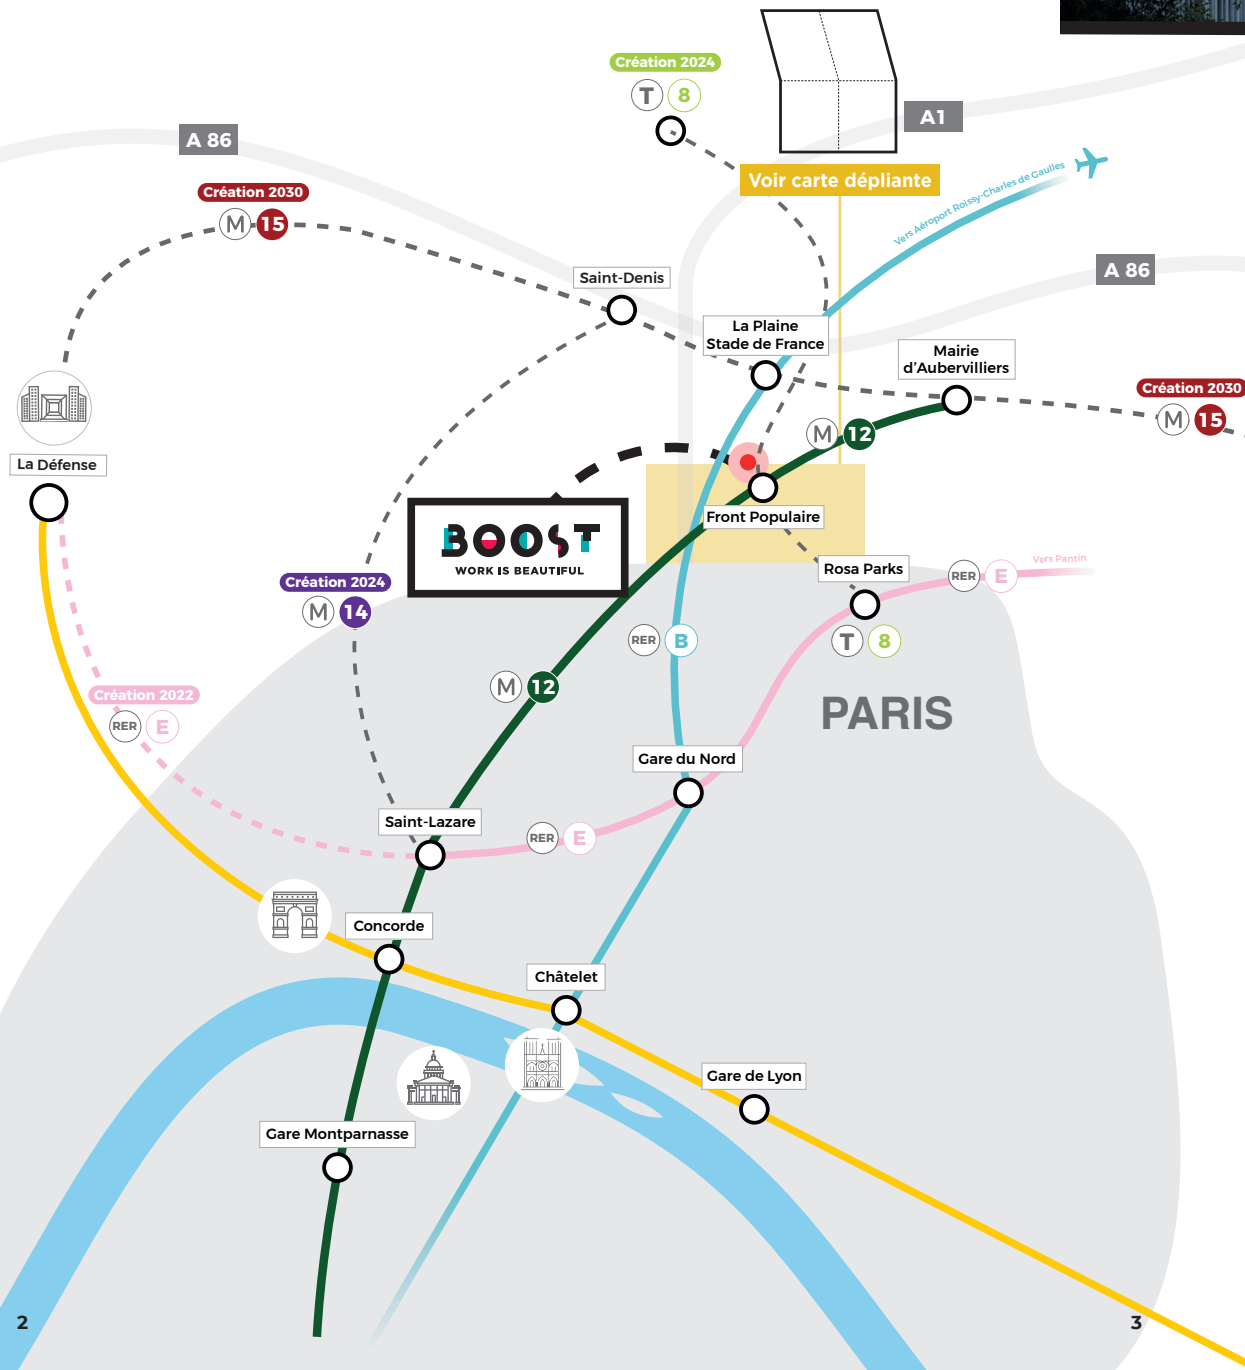 Création 2024
T 8
A1
A 86
Voir carte dépliante
Vers Aéroport Roissy-Charles de Gaulles
Création 2030
M 15
A 86
Saint-Denis
La Plaine
Stade de France
Mairie
d'Aubervilliers
Création 2030
M 15
M 12
La Défense
BOOST
WORK IS BEAUTIFUL
Front Populaire
Rosa Parks
Vers Pantin
RER E
Création 2024
M 14
RER B
T 8
M 12
Création 2022
RER E
PARIS
Gare du Nord
Saint-Lazare
RER E
Concorde
Châtelet
Gare de Lyon
Gare Montparnasse
2
3